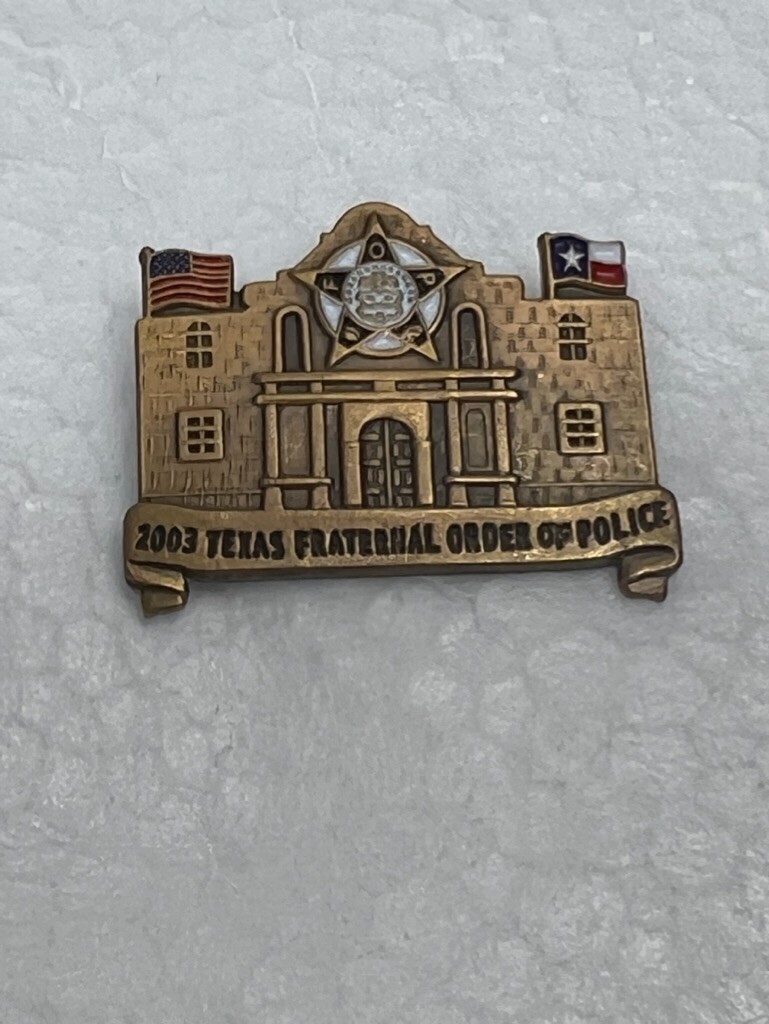 F O P
2003 TEXAS FRATERNAL ORDER OF POLICE